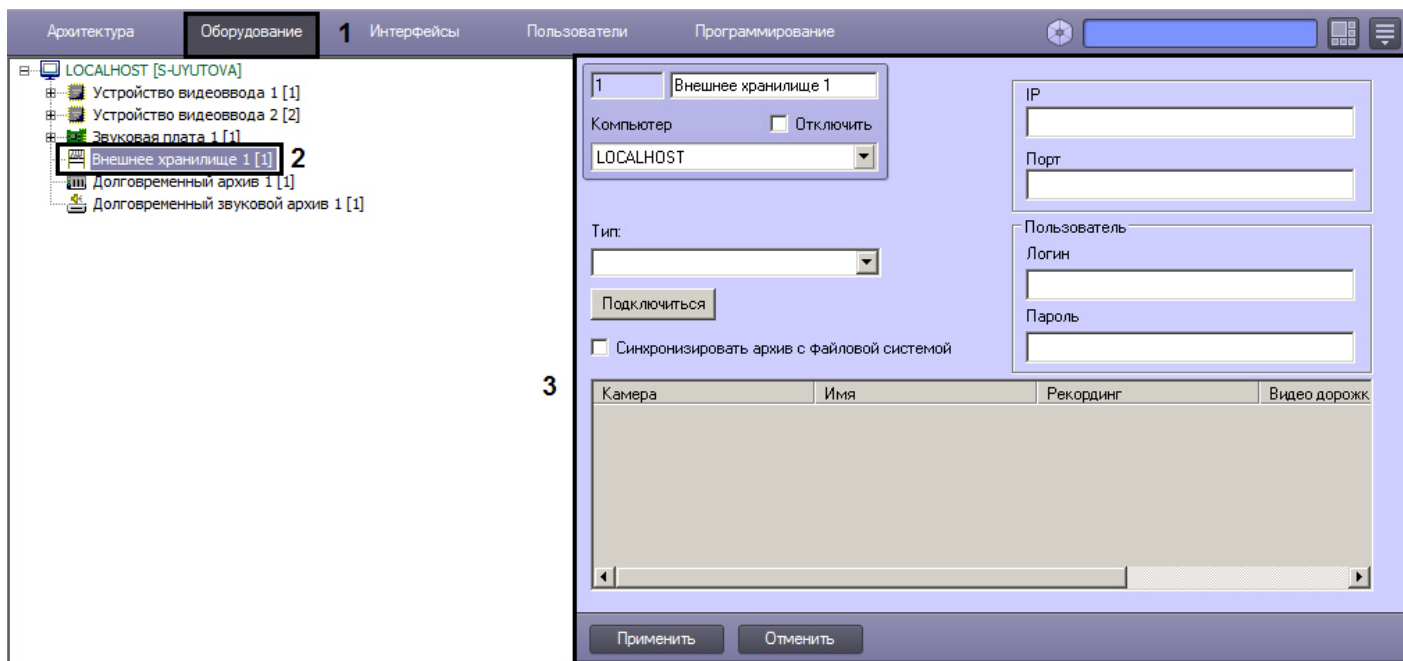 Архитектура Оборудование 1 Интерфейсы Пользователи Программирование
LOCALHOST [S-UYUTOVA]
Устройство видеоввода 1 [1]
Устройство видеоввода 2 [2]
Звуковая плата 1 [1]
Внешнее хранилище 1 [1] 2
Долговременный архив 1 [1]
Долговременный звуковой архив 1 [1]
3
1 Внешнее хранилище 1
Компьютер Отключить
LOCALHOST
IP
Порт
Тип:
Подключиться
Синхронизировать архив с файловой системой
Пользователь
Логин
Пароль
Камера Имя Рекординг Видео дорожк
Применить Отменить